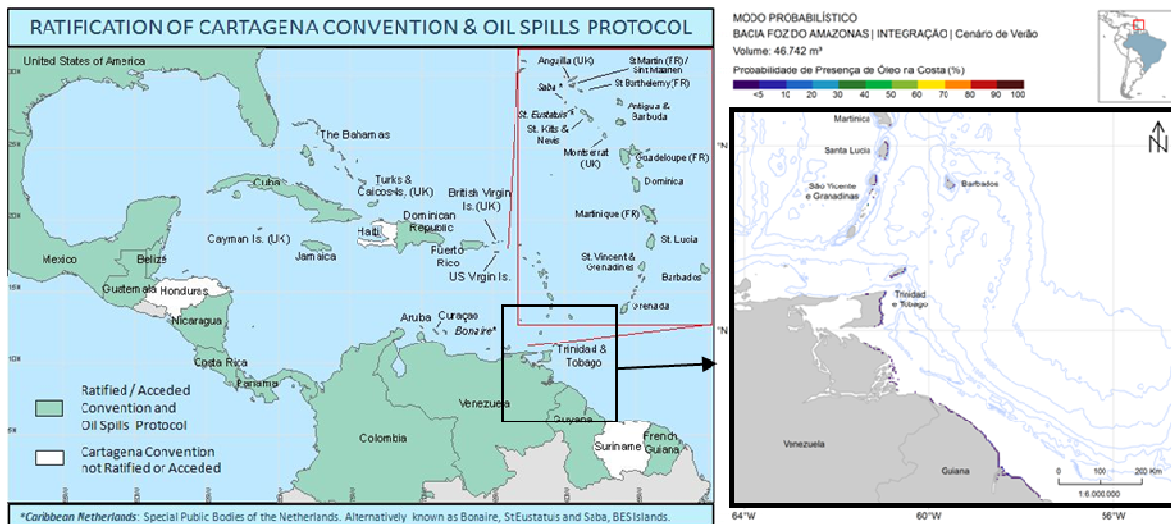 RATIFICATION OF CARTAGENA CONVENTION & OIL SPILLS PROTOCOL
United States of America
Anguilla (UK)
St Martin (FR) /
Sint Maarten
Saba *
St Barthelemy (FR)
St. Eustatius *
Antigua &
Barbuda
St. Kits &
Nevis
Montserrat
(UK)
Guadeloupe (FR)
Dominica
Martinique (FR)
St. Lucia
St. Vincent &
Grenadines
Barbados
Grenada
The Bahamas
Turks &
Caicos Is, (UK)
Cuba
British Virgin
Is. (UK)
Dominican
Republic
Haiti
Cayman Is. (UK)
Jamaica
Puerto
Rico
US Virgin Is.
Mexico
Belize
Guatemala
Honduras
Nicaragua
Costa Rica
Panama
Aruba
Curaçao
Bonaire*
Trinidad &
Tobago
Venezuela
Colombia
Guyana
Suriname
French
Guiana
Ratified / Acceded
Convention and
Oil Spills Protocol
Cartagena Convention
not Ratified or Acceded
*Caribbean Netherlands: Special Public Bodies of the Netherlands. Alternatively known as Bonaire, St Eustatius and Saba, BES Islands.
MODO PROBABILÍSTICO
BACIA FOZ DO AMAZONAS | INTEGRAÇÃO | Cenário de Verão
Volume: 46.742 m³
Probabilidade de Presença de Óleo na Costa (%)
<5 10 20 30 40 50 60 70 80 90 100
N
Martinica
Santa Lucia
São Vicente
e Granadinas
Barbados
Trinidad
e Tobago
Venezuela
Guiana
0 100 200
Km
1:6.000.000
°N
°N
64°W 60°W 56°W